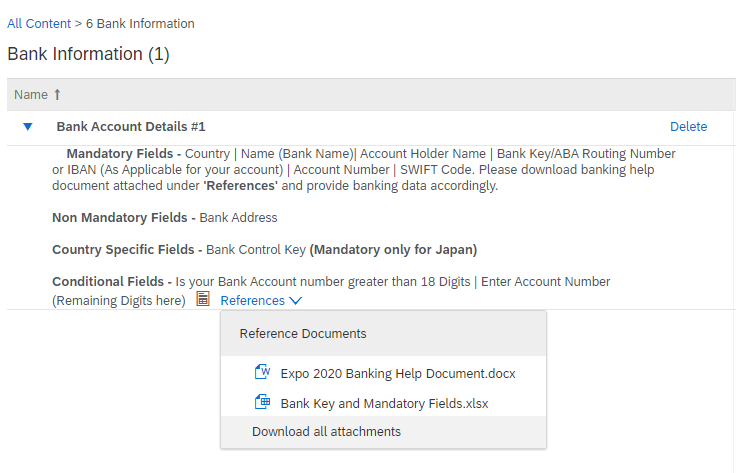 All Content > 6 Bank Information
Bank Information (1)
Name ↑
Bank Account Details #1 Delete
Mandatory Fields - Country | Name (Bank Name)| Account Holder Name | Bank Key/ABA Routing Number
or IBAN (As Applicable for your account) | Account Number | SWIFT Code. Please download banking help
document attached under 'References' and provide banking data accordingly.
Non Mandatory Fields - Bank Address
Country Specific Fields - Bank Control Key (Mandatory only for Japan)
Conditional Fields - Is your Bank Account number greater than 18 Digits | Enter Account Number
(Remaining Digits here) References
Reference Documents
Expo 2020 Banking Help Document.docx
Bank Key and Mandatory Fields.xlsx
Download all attachments